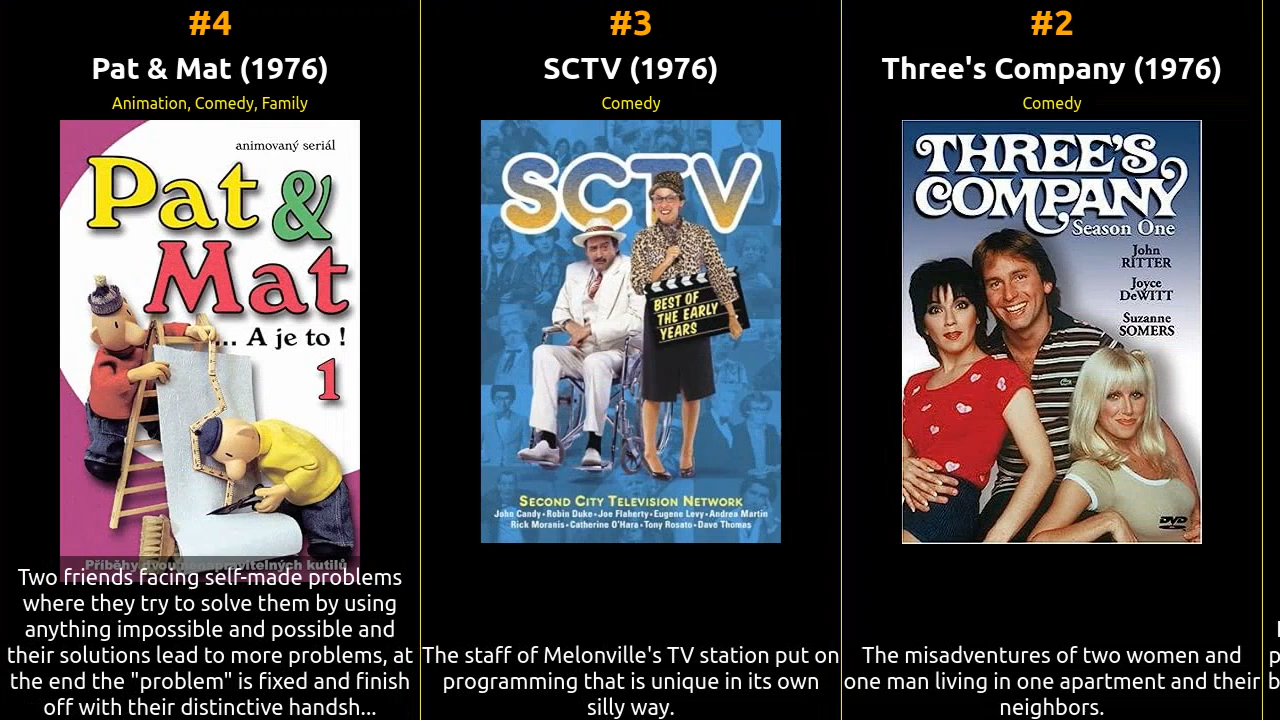 #4
Pat & Mat (1976)
Animation, Comedy, Family
animovaný seriál
Pat &
Mat
... A je to !
1
Příběhy dvou nenapravitelných kutilů
Two friends facing self-made problems
where they try to solve them by using
anything impossible and possible and
their solutions lead to more problems, at
the end the "problem" is fixed and finish
off with their distinctive handsh...
#3
SCTV (1976)
Comedy
SCTV
BEST OF
THE EARLY
YEARS
SECOND CITY TELEVISION NETWORK
John Candy • Robin Duke • Joe Flaherty • Eugene Levy • Andrea Martin
Rick Moranis • Catherine O'Hara • Tony Rosato • Dave Thomas
The staff of Melonville's TV station put on
programming that is unique in its own
silly way.
#2
Three's Company (1976)
Comedy
THREE'S
COMPANY
Season One
John
RITTER
Joyce
DeWITT
Suzanne
SOMERS
DVD
The misadventures of two women and
one man living in one apartment and their
neighbors.